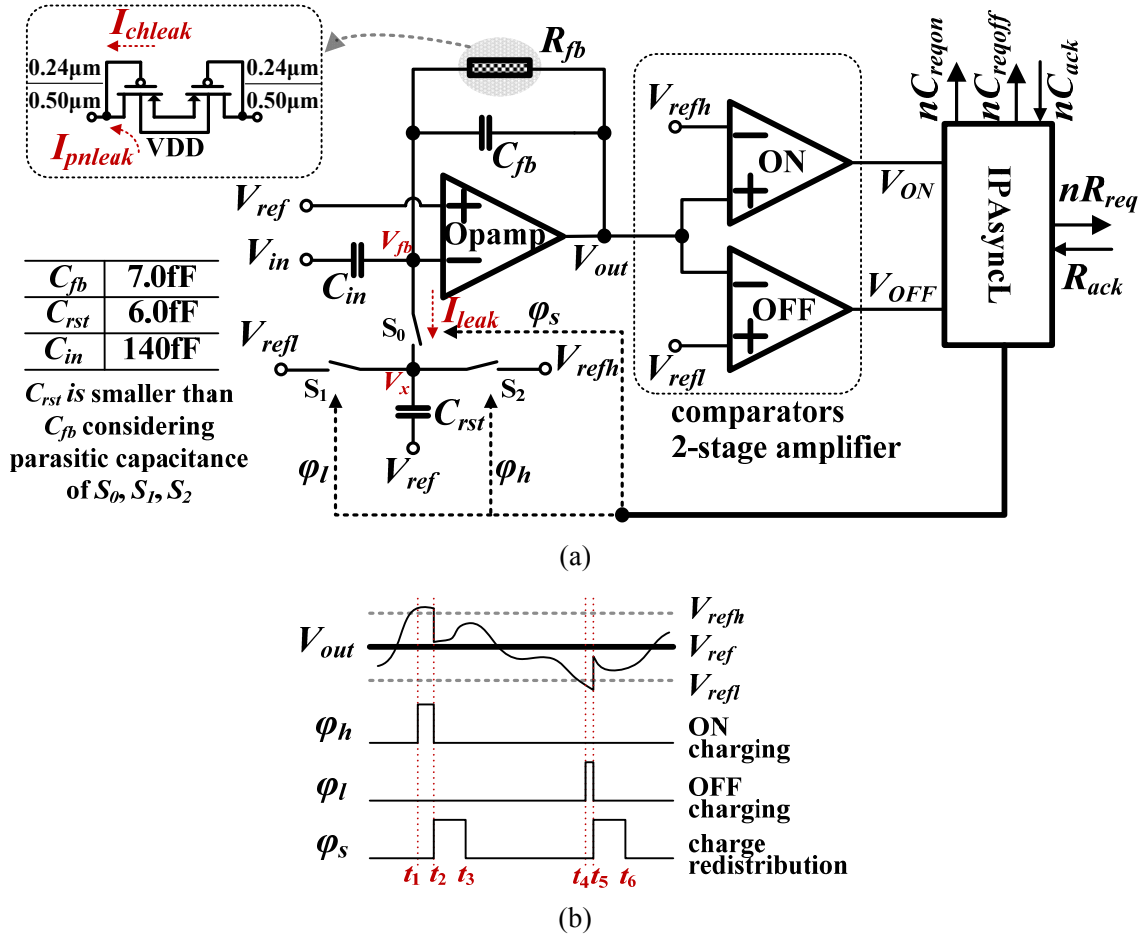 (a)
I_chleak
0.24μm
0.24μm
0.50μm
0.50μm
I_pnleak
VDD
R_fb
C_fb
V_ref
V_in
C_in
V_fb
Opamp
V_out
I_leak
S_0
φ_s
V_refl
S_1
V_x
S_2
V_refh
C_rst
V_ref
φ_l
φ_h
C_fb 7.0fF
C_rst 6.0fF
C_in 140fF
C_rst is smaller than
C_fb considering
parasitic capacitance
of S_0, S_1, S_2
V_refh
ON
OFF
V_refl
comparators
2-stage amplifier
V_ON
V_OFF
IPAsyncL
nC_reqon
nC_reqoff
nC_ack
nR_req
R_ack
(a)
V_out
V_refh
V_ref
V_refl
φ_h
ON
charging
φ_l
OFF
charging
φ_s
charge
redistribution
t_1 t_2 t_3 t_4 t_5 t_6
(b)